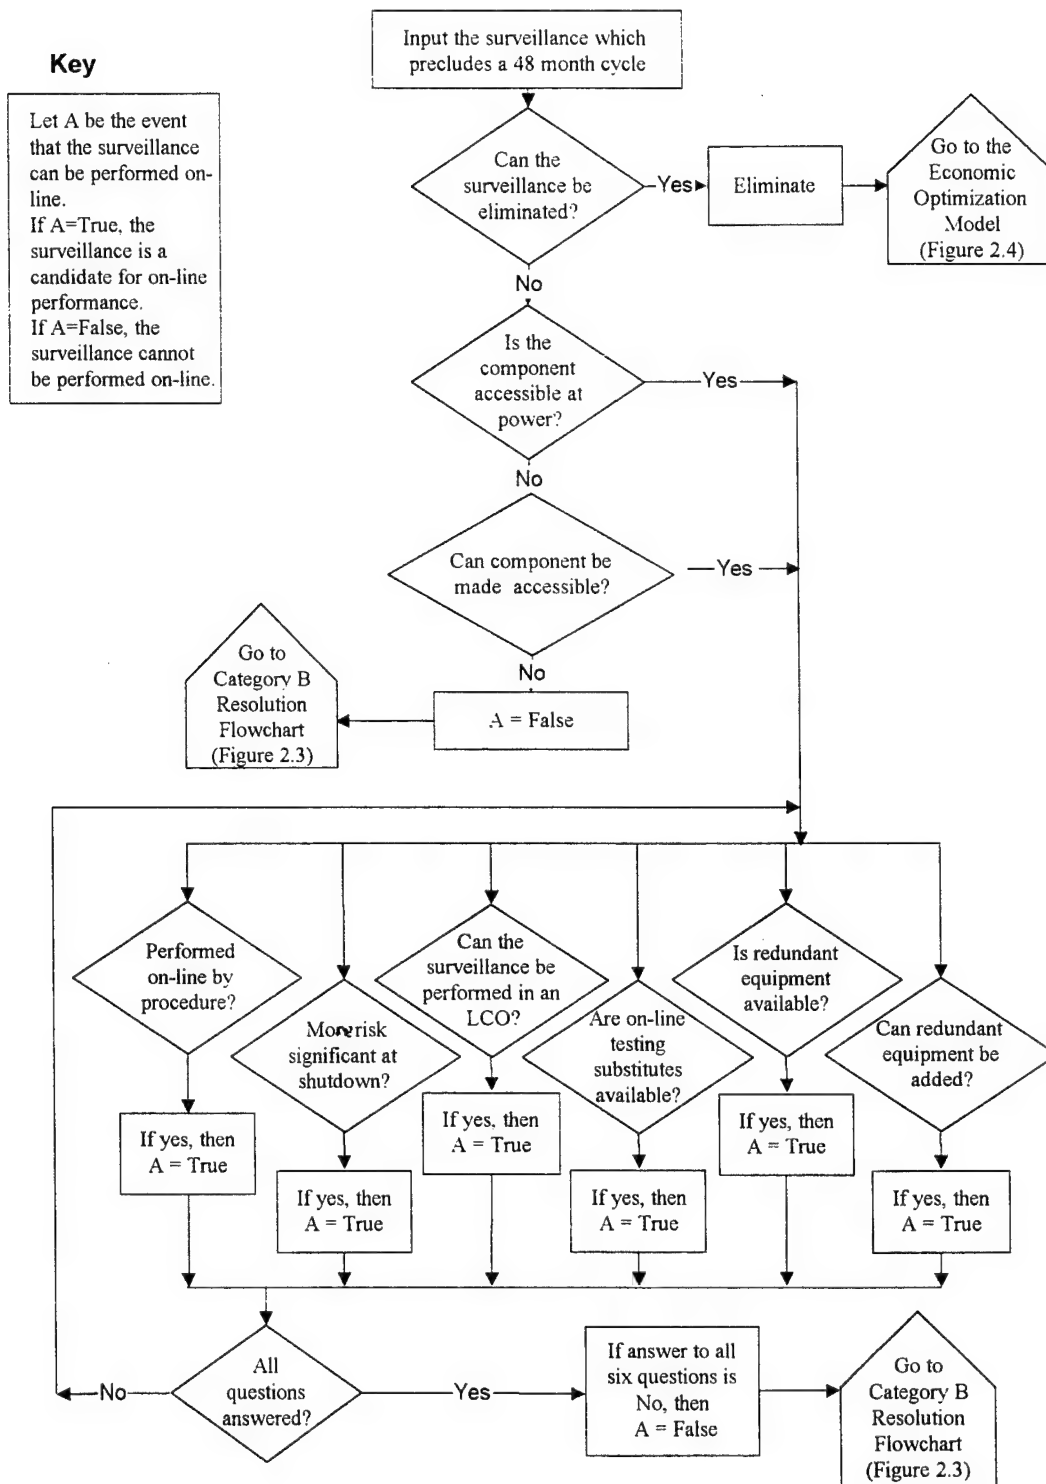 Key
Let A be the event
that the surveillance
can be performed on-
line.
If A=True, the
surveillance is a
candidate for on-line
performance.
If A=False, the
surveillance cannot
be performed on-line.
Input the surveillance which
precludes a 48 month cycle
Can the
surveillance be
eliminated?
Yes
Eliminate
Go to the
Economic
Optimization
Model
(Figure 2.4)
No
Is the
component
accessible at
power?
Yes
No
Can component be
made accessible?
Yes
No
A = False
Go to
Category B
Resolution
Flowchart
(Figure 2.3)
Performed
on-line by
procedure?
More risk
significant at
shutdown?
Can the
surveillance be
performed in an
LCO?
Are on-line
testing
substitutes
available?
Is redundant
equipment
available?
Can redundant
equipment be
added?
If yes, then
A = True
If yes, then
A = True
If yes, then
A = True
If yes, then
A = True
If yes, then
A = True
If yes, then
A = True
All
questions
answered?
No
Yes
If answer to all
six questions is
No, then
A = False
Go to
Category B
Resolution
Flowchart
(Figure 2.3)